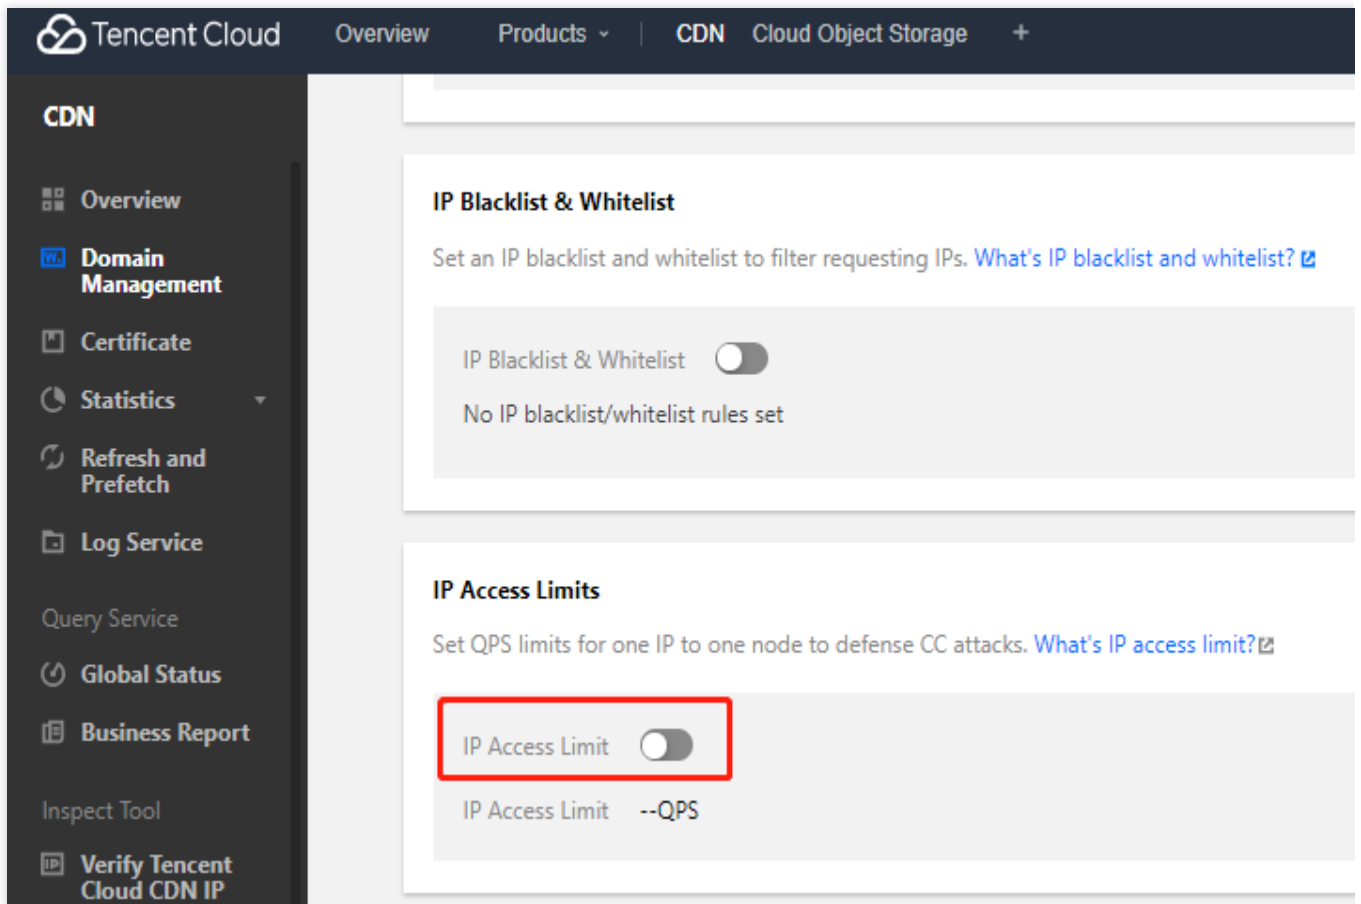 Tencent Cloud Overview Products CDN Cloud Object Storage +
CDN
Overview
Domain
Management
Certificate
Statistics
Refresh and
Prefetch
Log Service
Query Service
Global Status
Business Report
Inspect Tool
Verify Tencent
Cloud CDN IP
IP Blacklist & Whitelist
Set an IP blacklist and whitelist to filter requesting IPs. What's IP blacklist and whitelist?
IP Blacklist & Whitelist
No IP blacklist/whitelist rules set
IP Access Limits
Set QPS limits for one IP to one node to defense CC attacks. What's IP access limit?
IP Access Limit
IP Access Limit --QPS